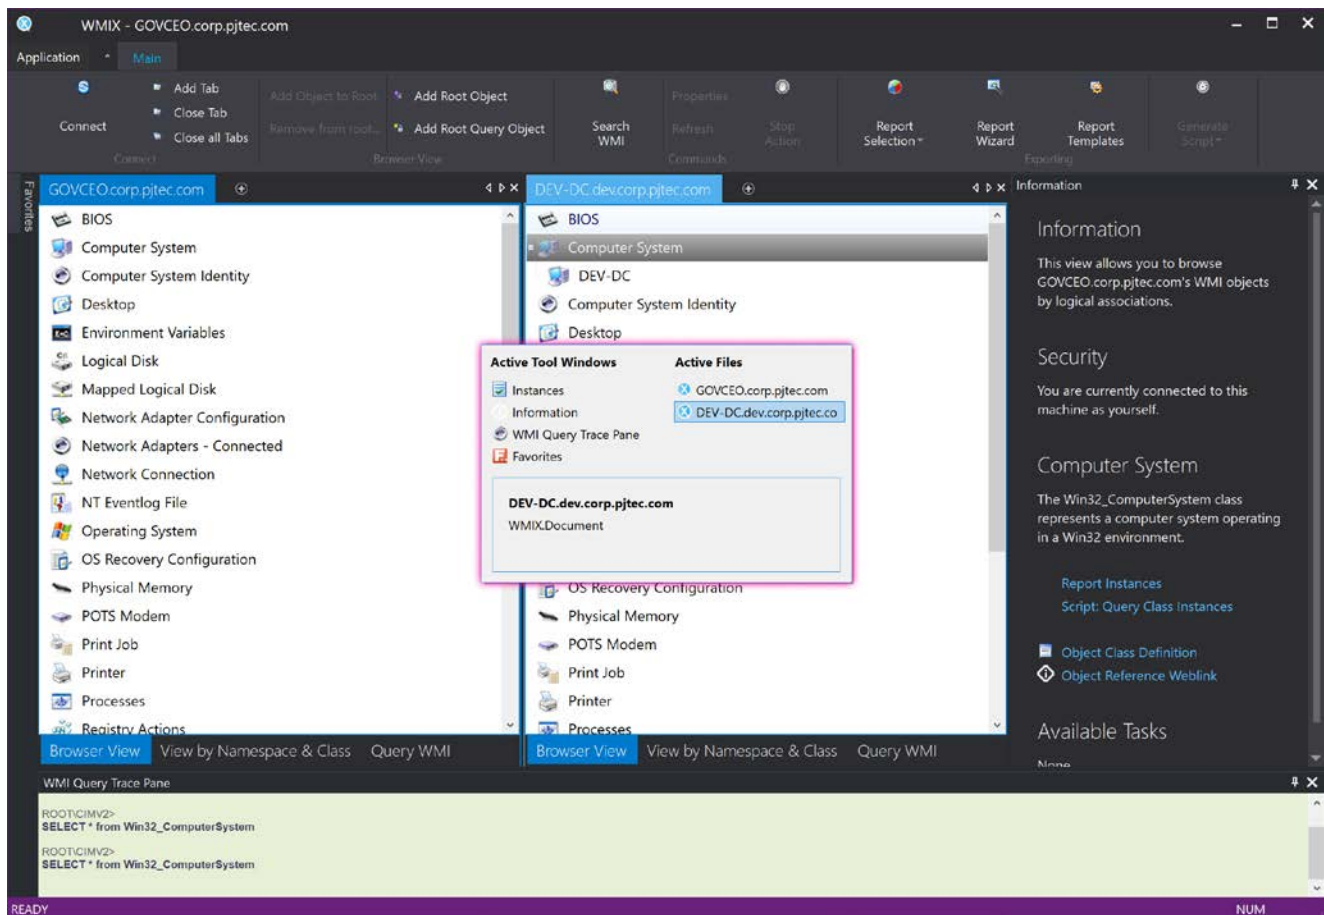 WMIX - GOVCEO.corp.pjtec.com
Application
Main
Connect
Add Tab
Close Tab
Close all Tabs
Connect
Add Object to Root
Remove from root...
Add Root Object
Add Root Query Object
Browser View
Search
WMI
Properties
Refresh
Stop
Action
Commands
Report
Selection
Report
Wizard
Report
Templates
Generate
Script
Exporting
Favorites
GOVCEO.corp.pjtec.com
BIOS
Computer System
Computer System Identity
Desktop
Environment Variables
Logical Disk
Mapped Logical Disk
Network Adapter Configuration
Network Adapters - Connected
Network Connection
NT Eventlog File
Operating System
OS Recovery Configuration
Physical Memory
POTS Modem
Print Job
Printer
Processes
Registry Actions
Browser View View by Namespace & Class Query WMI
DEV-DC.dev.corp.pjtec.com
BIOS
Computer System
DEV-DC
Computer System Identity
Desktop
Active Tool Windows
Instances
Information
WMI Query Trace Pane
Favorites
Active Files
GOVCEO.corp.pjtec.com
DEV-DC.dev.corp.pjtec.co
DEV-DC.dev.corp.pjtec.com
WMIX.Document
OS Recovery Configuration
Physical Memory
POTS Modem
Print Job
Printer
Processes
Browser View View by Namespace & Class Query WMI
Information
Information
This view allows you to browse
GOVCEO.corp.pjtec.com's WMI objects
by logical associations.
Security
You are currently connected to this
machine as yourself.
Computer System
The Win32_ComputerSystem class
represents a computer system operating
in a Win32 environment.
Report Instances
Script: Query Class Instances
Object Class Definition
Object Reference Weblink
Available Tasks
None
WMI Query Trace Pane
ROOT\CIMV2>
SELECT * from Win32_ComputerSystem
ROOT\CIMV2>
SELECT * from Win32_ComputerSystem
READY
NUM